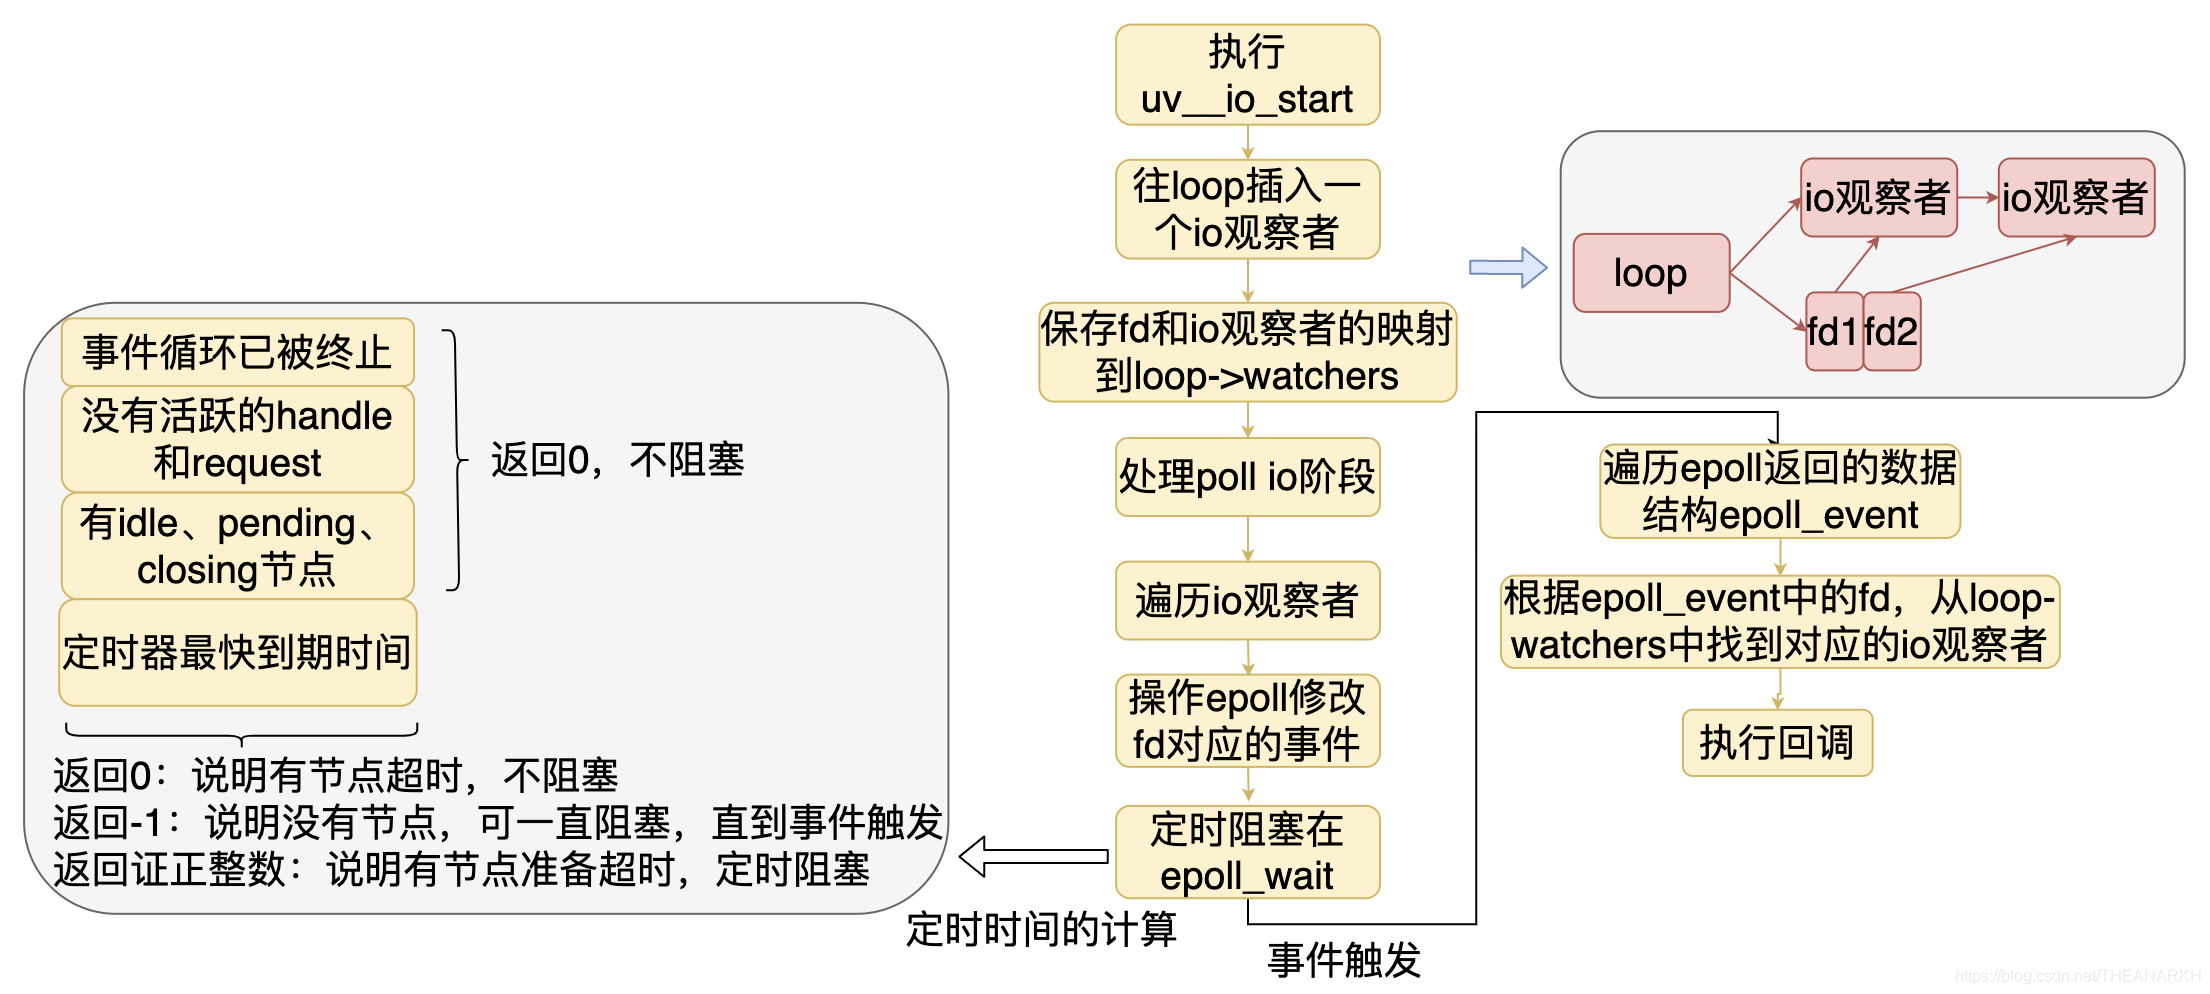 执行
uv__io_start
往loop插入一
个io观察者
保存fd和io观察者的映射
到loop->watchers
处理poll io阶段
遍历io观察者
操作epoll修改
fd对应的事件
定时阻塞在
epoll_wait
定时时间的计算
事件触发
io观察者
io观察者
loop
fd1
fd2
遍历epoll返回的数据
结构epoll_event
根据epoll_event中的fd，从loop-
watchers中找到对应的io观察者
执行回调
事件循环已被终止
没有活跃的handle
和request
有idle、pending、
closing节点
定时器最快到期时间
返回0，不阻塞
返回0：说明有节点超时，不阻塞
返回-1：说明没有节点，可一直阻塞，直到事件触发
返回证正整数：说明有节点准备超时，定时阻塞
https://blog.csdn.net/THEANARKH